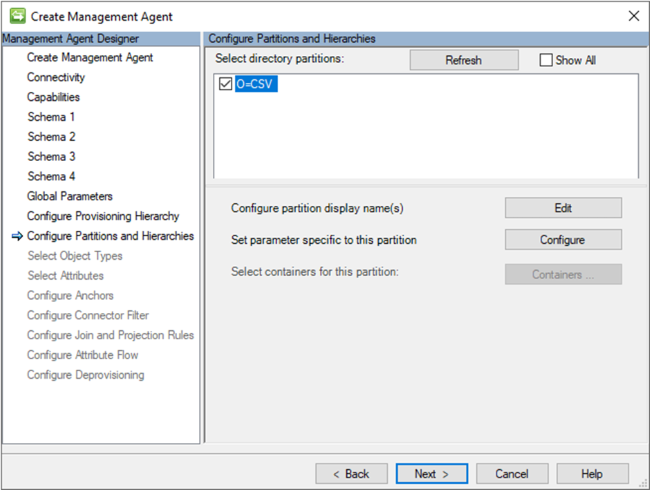 Create Management Agent
Management Agent Designer
Create Management Agent
Connectivity
Capabilities
Schema 1
Schema 2
Schema 3
Schema 4
Global Parameters
Configure Provisioning Hierarchy
Configure Partitions and Hierarchies
Select Object Types
Select Attributes
Configure Anchors
Configure Connector Filter
Configure Join and Projection Rules
Configure Attribute Flow
Configure Deprovisioning
Configure Partitions and Hierarchies
Select directory partitions: Refresh Show All
O=CSV
Configure partition display name(s) Edit
Set parameter specific to this partition Configure
Select containers for this partition: Containers ...
< Back Next > Cancel Help